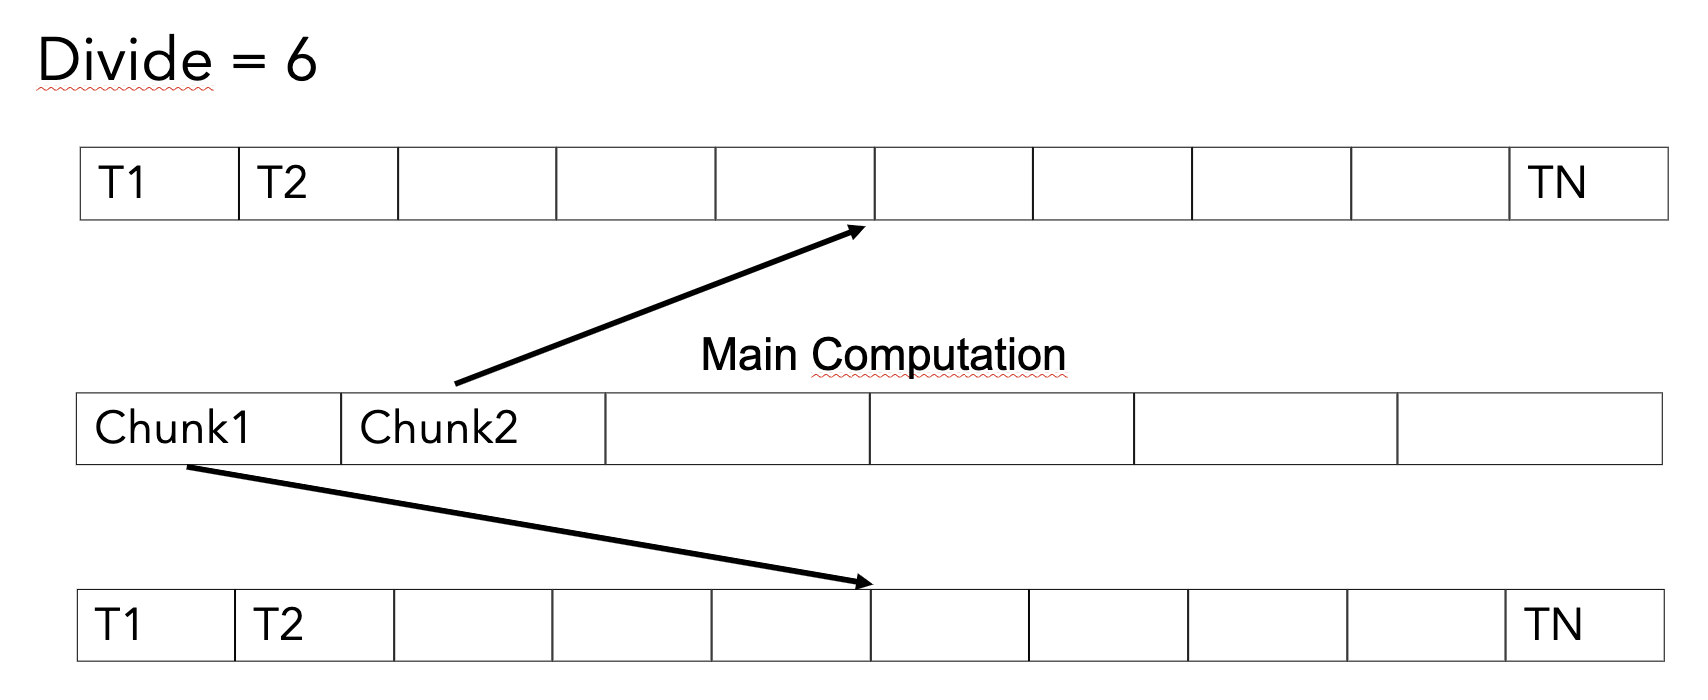 Divide = 6
T1 T2 TN
Main Computation
Chunk1 Chunk2
T1 T2 TN